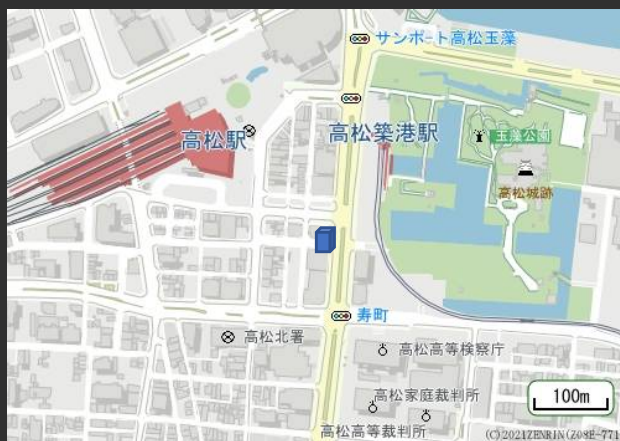 サンポート高松玉藻
高松駅
高松築港駅
玉藻公園
高松城跡
寿町
高松北署
高松高等検察庁
高松家庭裁判所
高松高等裁判所
100m
(C)2021ZENRIN(Z08E-771